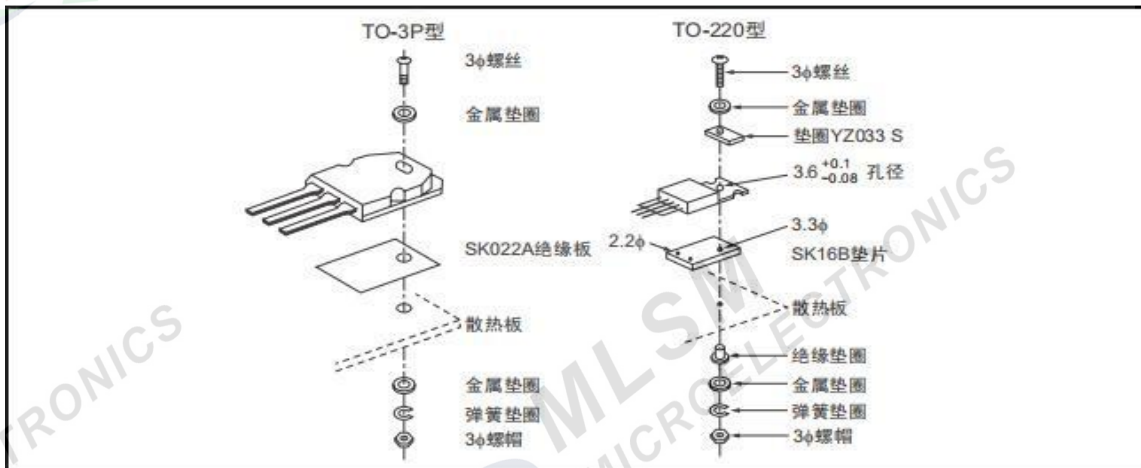 TO-3P型
3ϕ螺丝
金属垫圈
SK022A绝缘板
散热板
金属垫圈
弹簧垫圈
3ϕ螺帽
TO-220型
3ϕ螺丝
金属垫圈
垫圈YZ033 S
3.6 +0.1 -0.08 孔径
2.2ϕ
3.3ϕ
SK16B垫片
散热板
绝缘垫圈
金属垫圈
弹簧垫圈
3ϕ螺帽
TRONICS
MLSM
MICROELECTRONICS